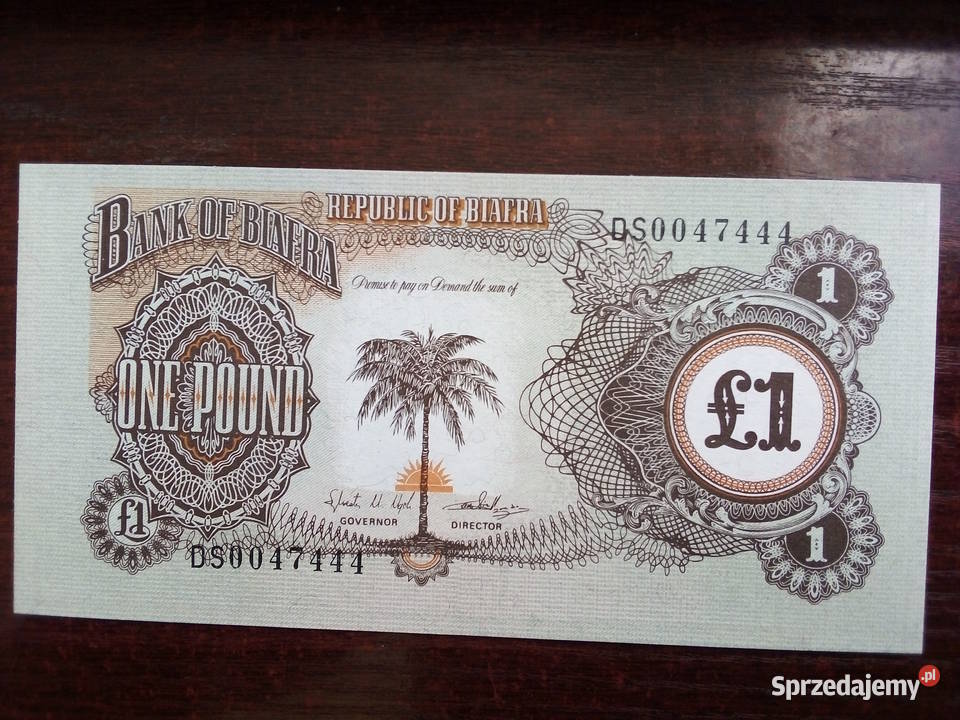 BANK OF BIAFRA
REPUBLIC OF BIAFRA
DS0047444
Promise to pay on Demand the sum of
1
ONE POUND
£1
GOVERNOR
DIRECTOR
£1
1
DS0047444
Sprzedajemy.pl